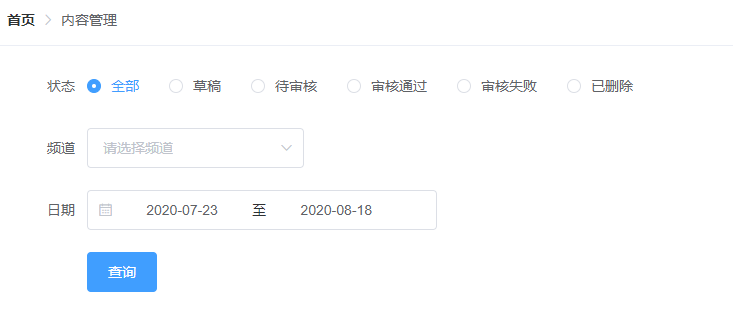 首页 > 内容管理
状态 全部 草稿 待审核 审核通过 审核失败 已删除
频道 请选择频道
日期 2020-07-23 至 2020-08-18
查询